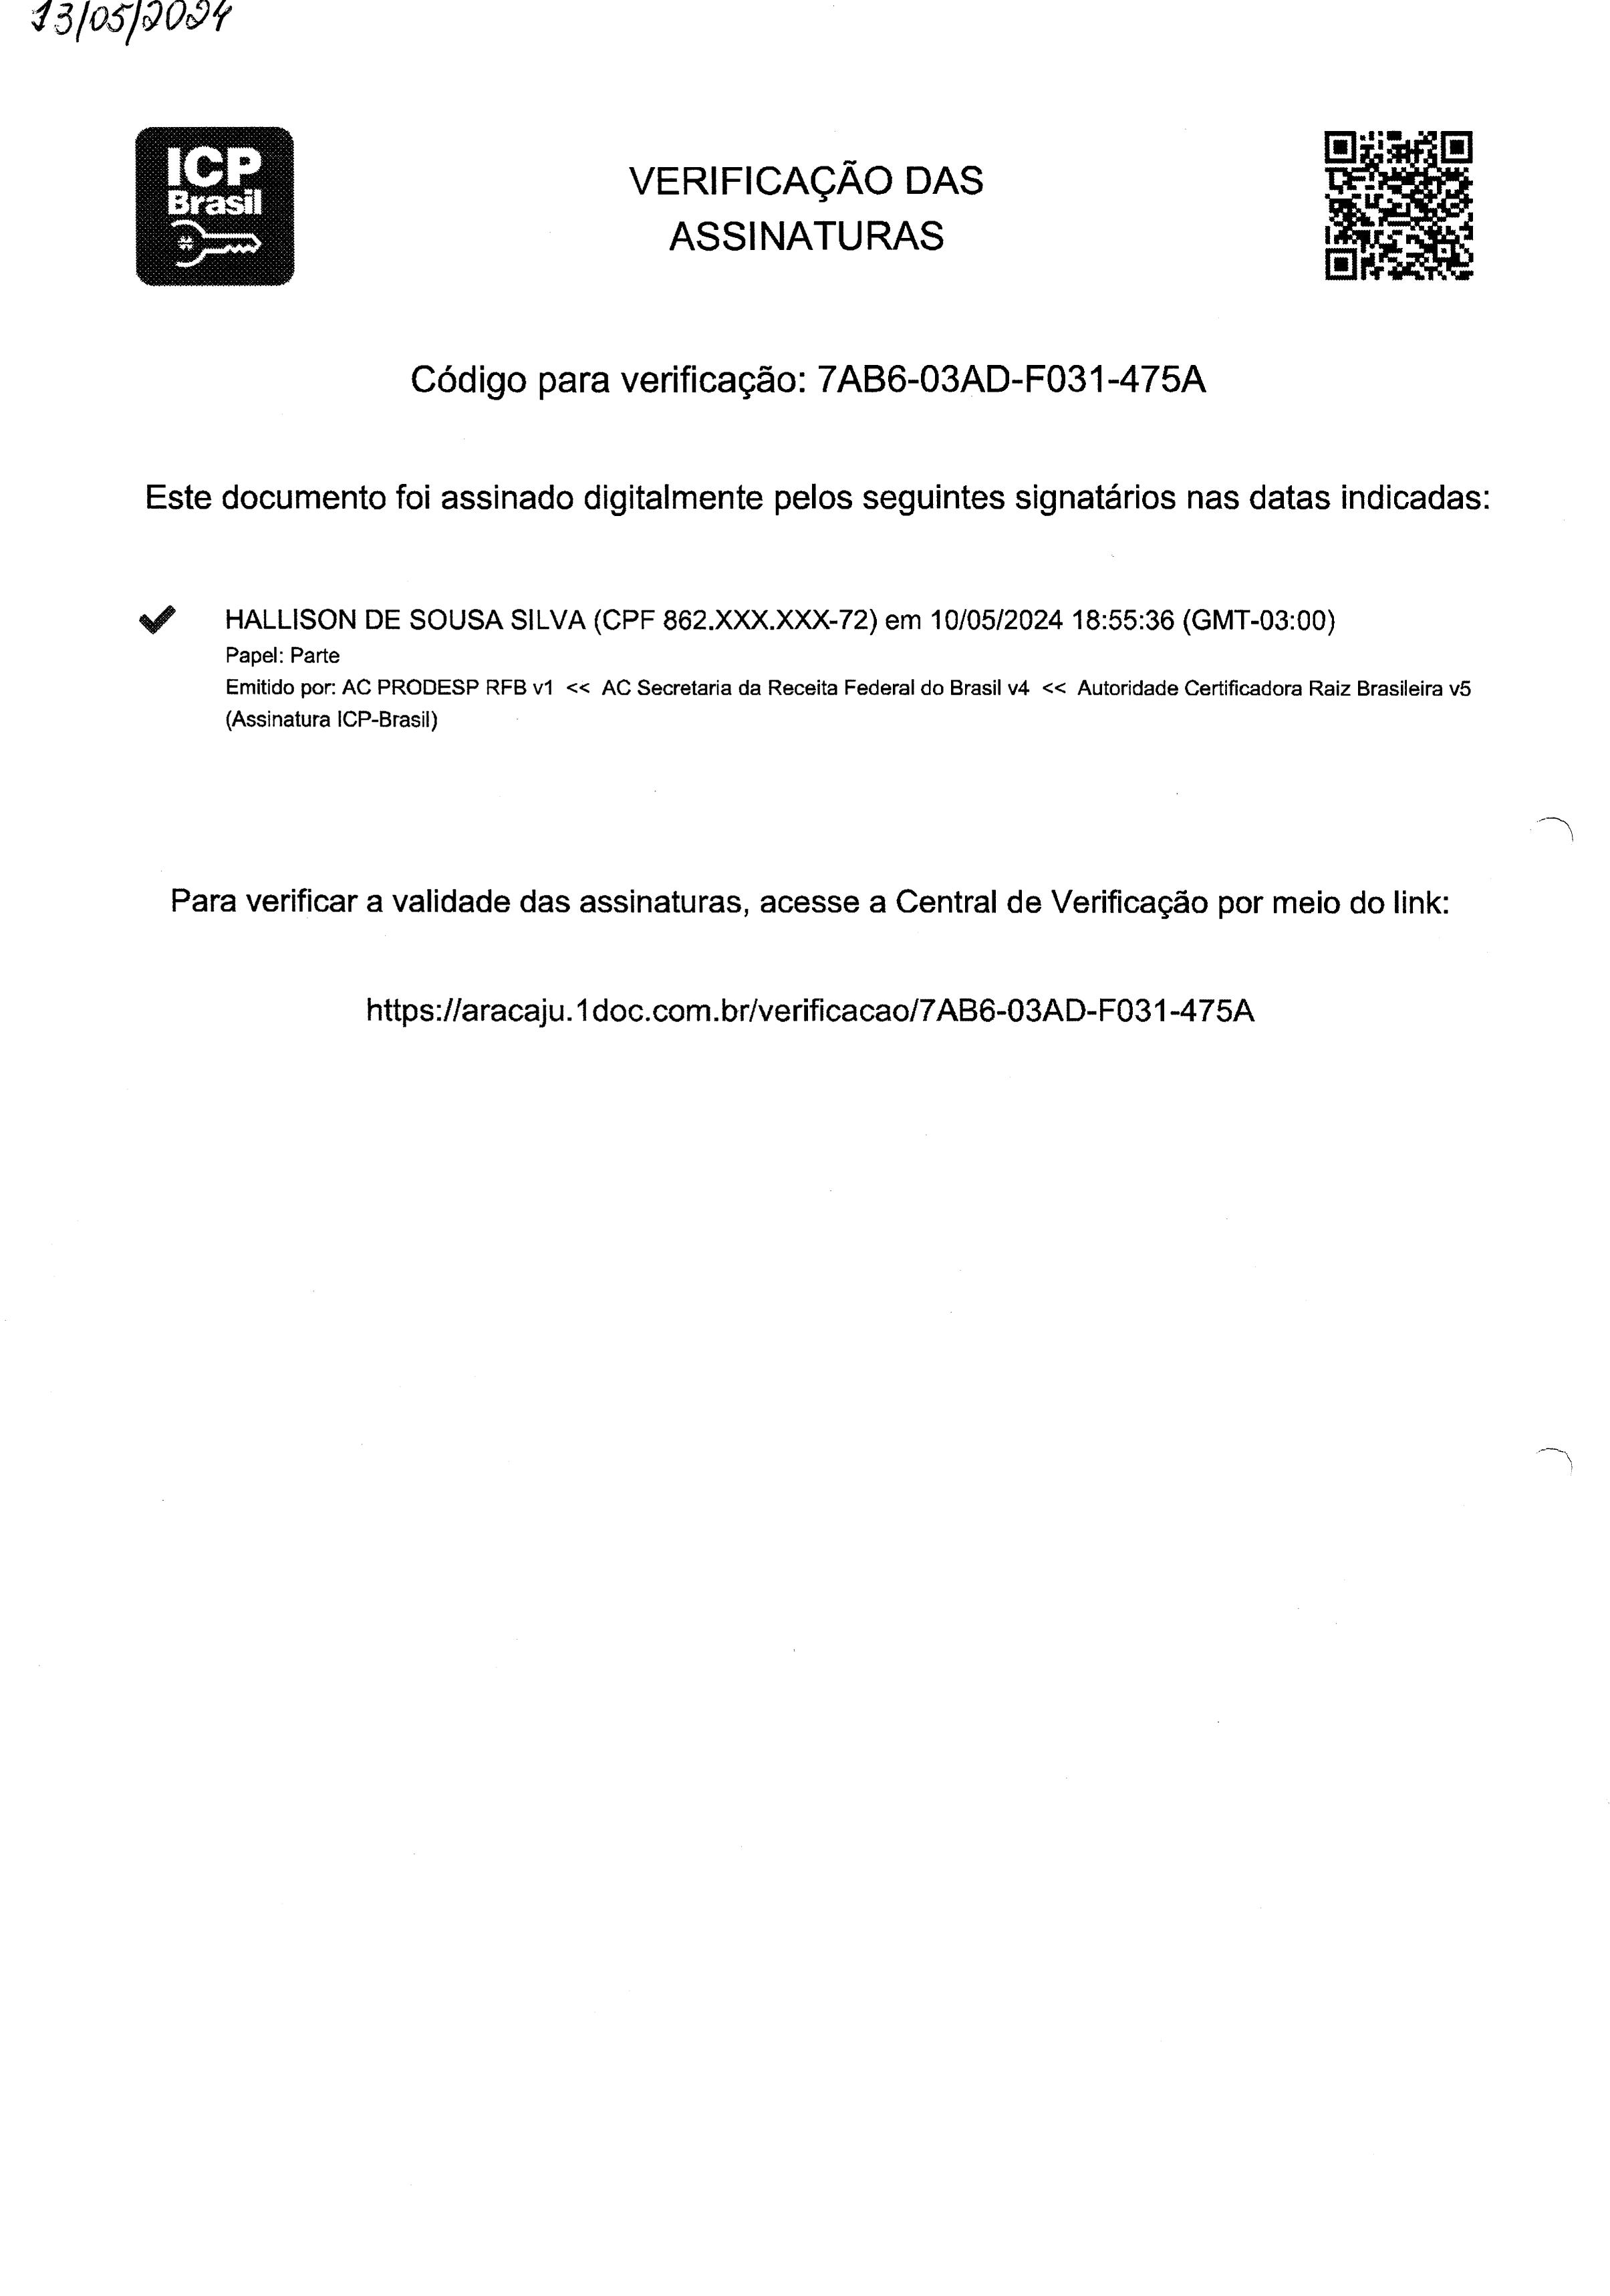 13/05/2024
ICP
Brasil
VERIFICAÇÃO DAS
ASSINATURAS
Código para verificação: 7AB6-03AD-F031-475A
Este documento foi assinado digitalmente pelos seguintes signatários nas datas indicadas:
HALLISON DE SOUSA SILVA (CPF 862.XXX.XXX-72) em 10/05/2024 18:55:36 (GMT-03:00)
Papel: Parte
Emitido por: AC PRODESP RFB v1 << AC Secretaria da Receita Federal do Brasil v4 << Autoridade Certificadora Raiz Brasileira v5
(Assinatura ICP-Brasil)
Para verificar a validade das assinaturas, acesse a Central de Verificação por meio do link:
https://aracaju.1doc.com.br/verificacao/7AB6-03AD-F031-475A